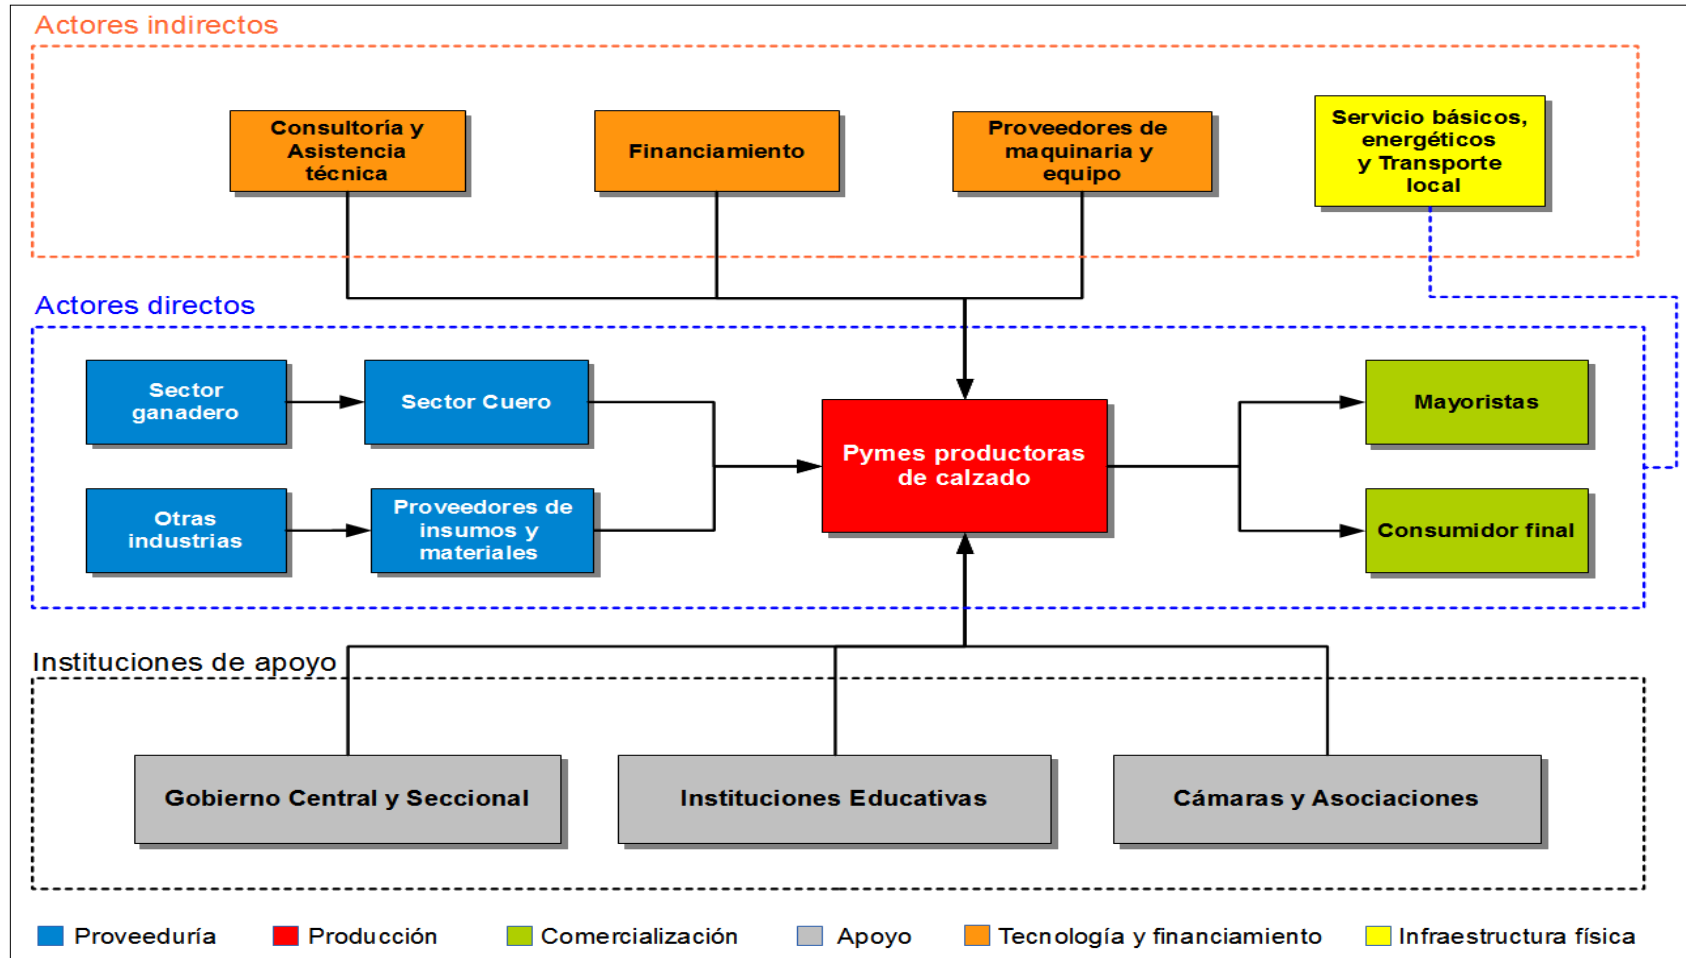 Actores indirectos
Consultoría y
Asistencia
técnica
Financiamiento
Proveedores de
maquinaria y
equipo
Servicio básicos,
energéticos
y Transporte
local
Actores directos
Sector
ganadero
Sector Cuero
Otras
industrias
Proveedores de
insumos y
materiales
Pymes productoras
de calzado
Mayoristas
Consumidor final
Instituciones de apoyo
Gobierno Central y Seccional
Instituciones Educativas
Cámaras y Asociaciones
Proveeduría
Producción
Comercialización
Apoyo
Tecnología y financiamiento
Infraestructura física